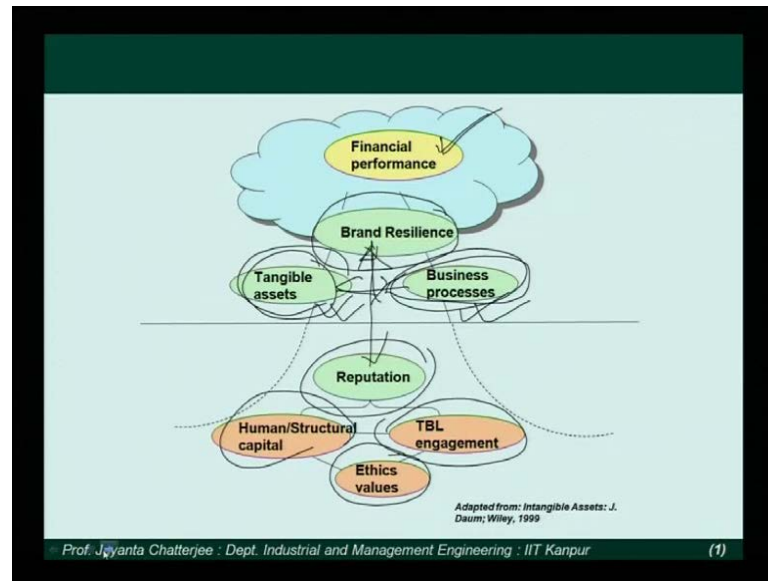 Financial
performance
Brand Resilience
Tangible
assets
Business
processes
Reputation
Human/Structural
capital
TBL
engagement
Ethics
values
Adapted from: Intangible Assets: J.
Daum; Wiley, 1999
Prof. Jayanta Chatterjee : Dept. Industrial and Management Engineering : IIT Kanpur (1)